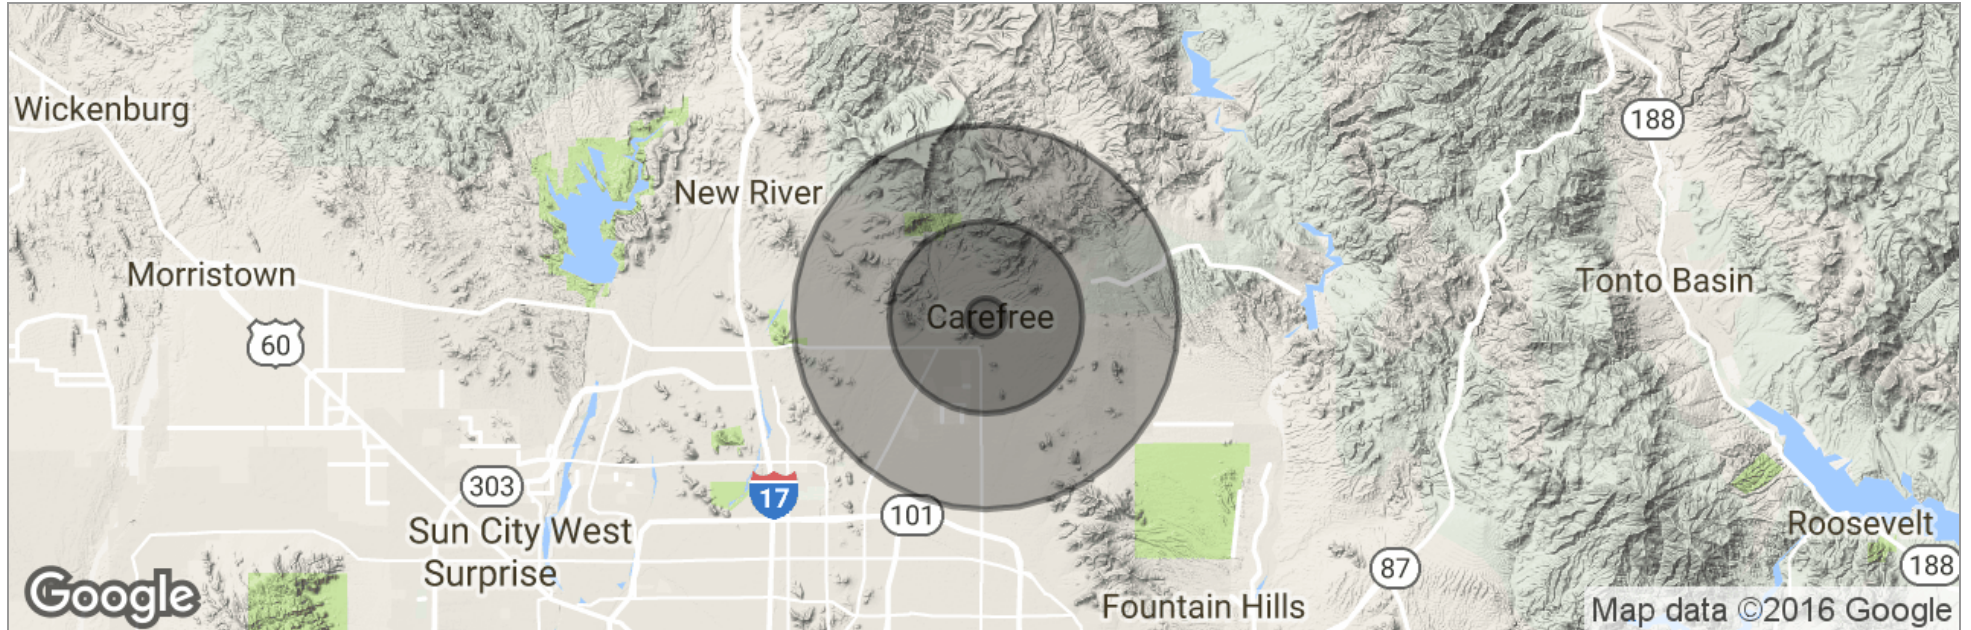 Wickenburg
188
New River
Morristown
Tonto Basin
Carefree
60
303
17
101
Sun City West
Surprise
Roosevelt
87
188
Google
Fountain Hills
Map data ©2016 Google